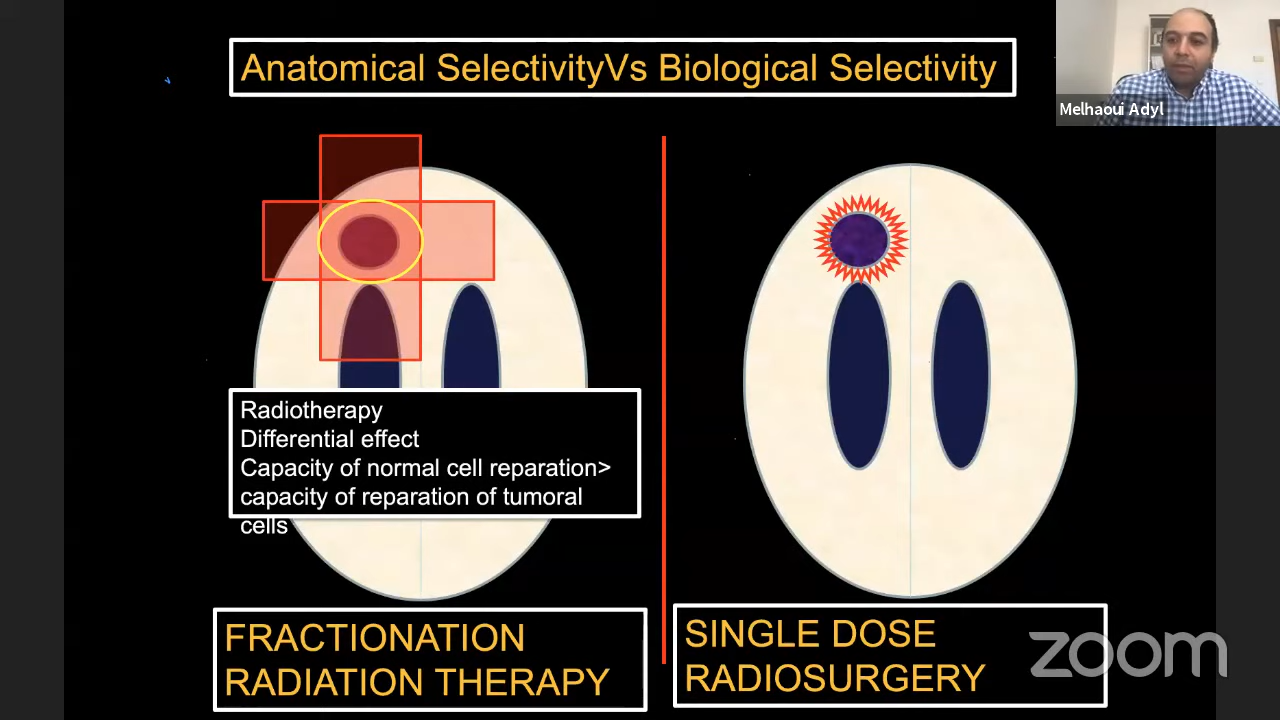 Anatomical SelectivityVs Biological Selectivity
Melhaoui Adyl
Radiotherapy
Differential effect
Capacity of normal cell reparation>
capacity of reparation of tumoral
cells
FRACTIONATION
RADIATION THERAPY
SINGLE DOSE
RADIOSURGERY
zoom